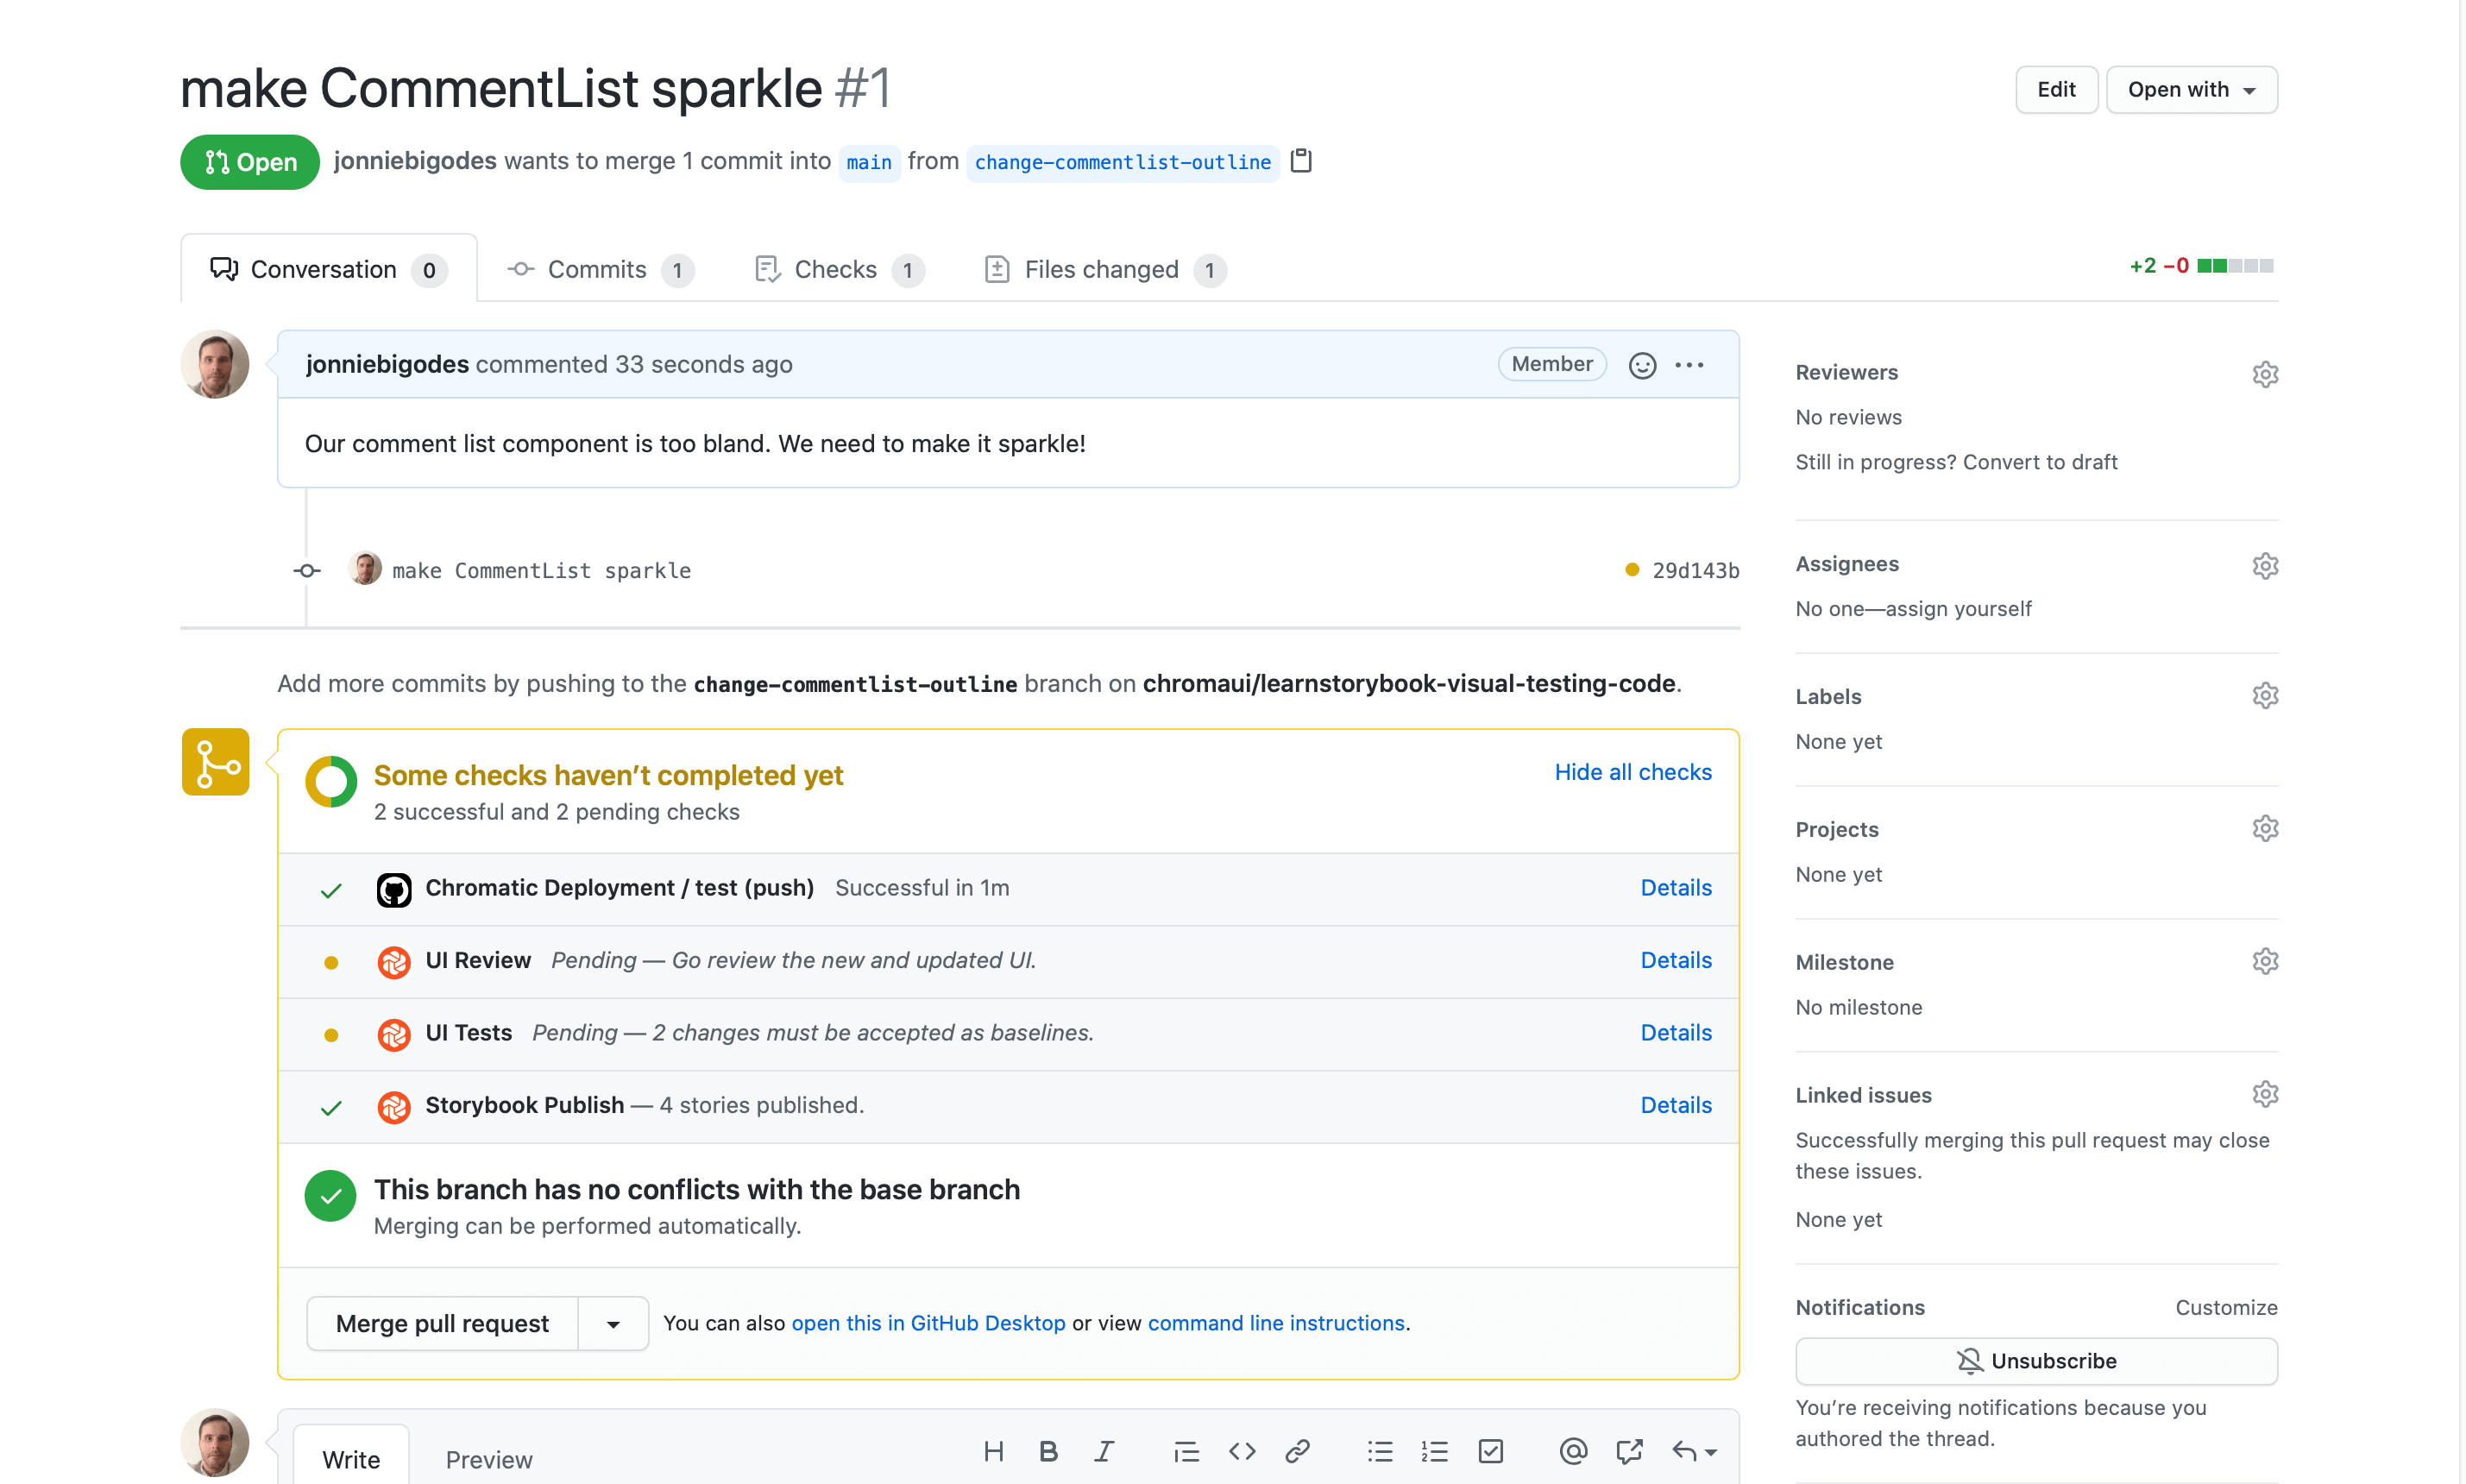 make CommentList sparkle #1
Edit
Open with
Open
jonniebigodes wants to merge 1 commit into main from change-commentlist-outline
Conversation 0
Commits 1
Checks 1
Files changed 1
+2 −0
jonniebigodes commented 33 seconds ago
Member
Our comment list component is too bland. We need to make it sparkle!
make CommentList sparkle
29d143b
Add more commits by pushing to the change-commentlist-outline branch on chromaui/learnstorybook-visual-testing-code.
Some checks haven’t completed yet
Hide all checks
2 successful and 2 pending checks
Chromatic Deployment / test (push) Successful in 1m
Details
UI Review Pending — Go review the new and updated UI.
Details
UI Tests Pending — 2 changes must be accepted as baselines.
Details
Storybook Publish — 4 stories published.
Details
This branch has no conflicts with the base branch
Merging can be performed automatically.
Merge pull request
You can also open this in GitHub Desktop or view command line instructions.
Write
Preview
Reviewers
No reviews
Still in progress? Convert to draft
Assignees
No one—assign yourself
Labels
None yet
Projects
None yet
Milestone
No milestone
Linked issues
Successfully merging this pull request may close
these issues.
None yet
Notifications
Customize
Unsubscribe
You’re receiving notifications because you
authored the thread.